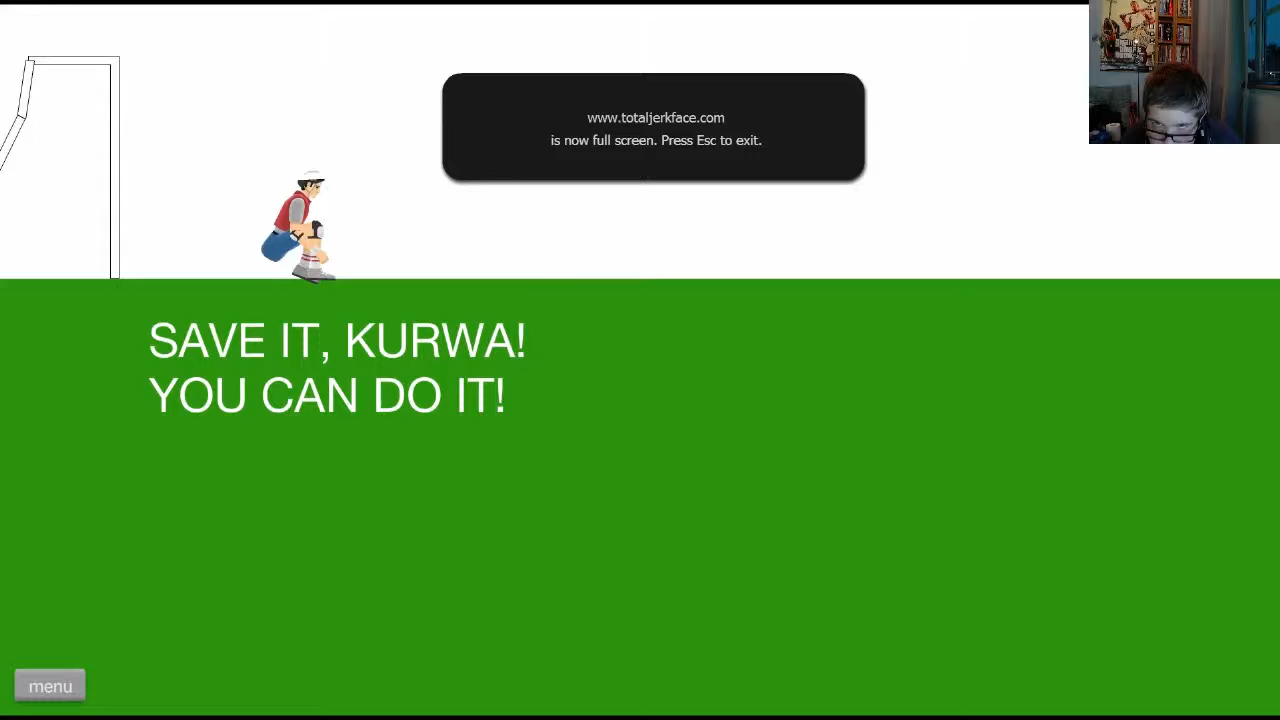 www.totaljerkface.com
is now full screen. Press Esc to exit.
SAVE IT, KURWA!
YOU CAN DO IT!
menu